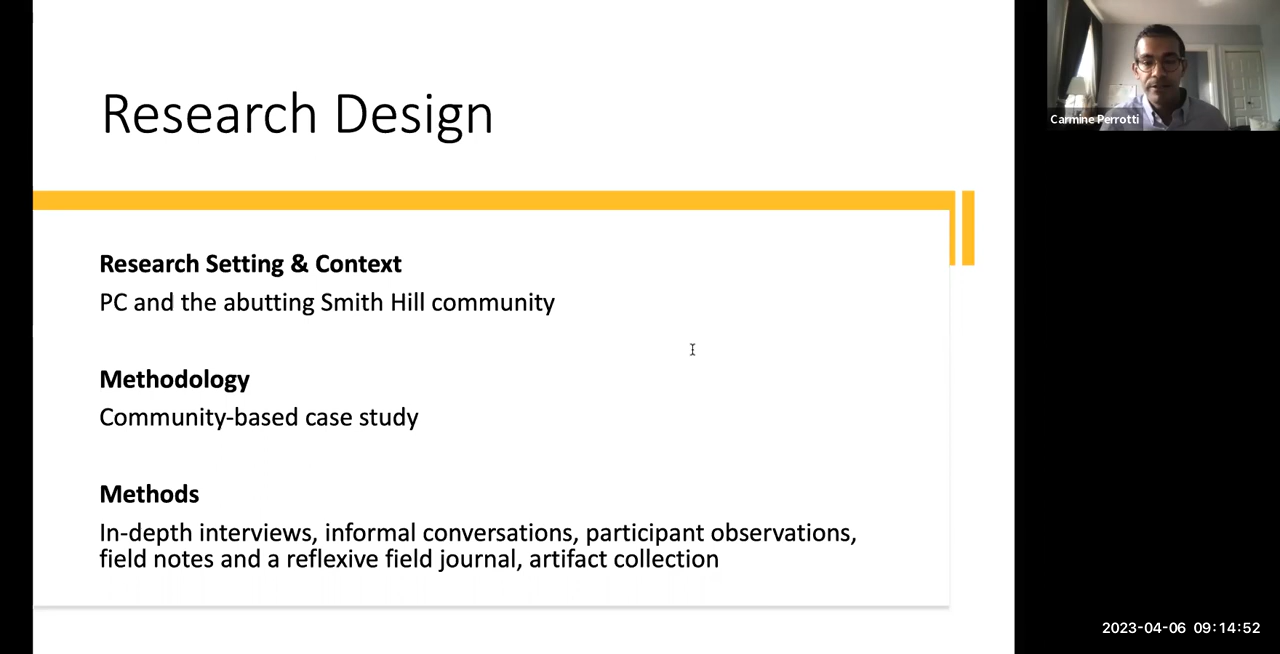 Research Design
Carmine Perrotti
Research Setting & Context
PC and the abutting Smith Hill community
Methodology
Community-based case study
Methods
In-depth interviews, informal conversations, participant observations,
field notes and a reflexive field journal, artifact collection
2023-04-06 09:14:52